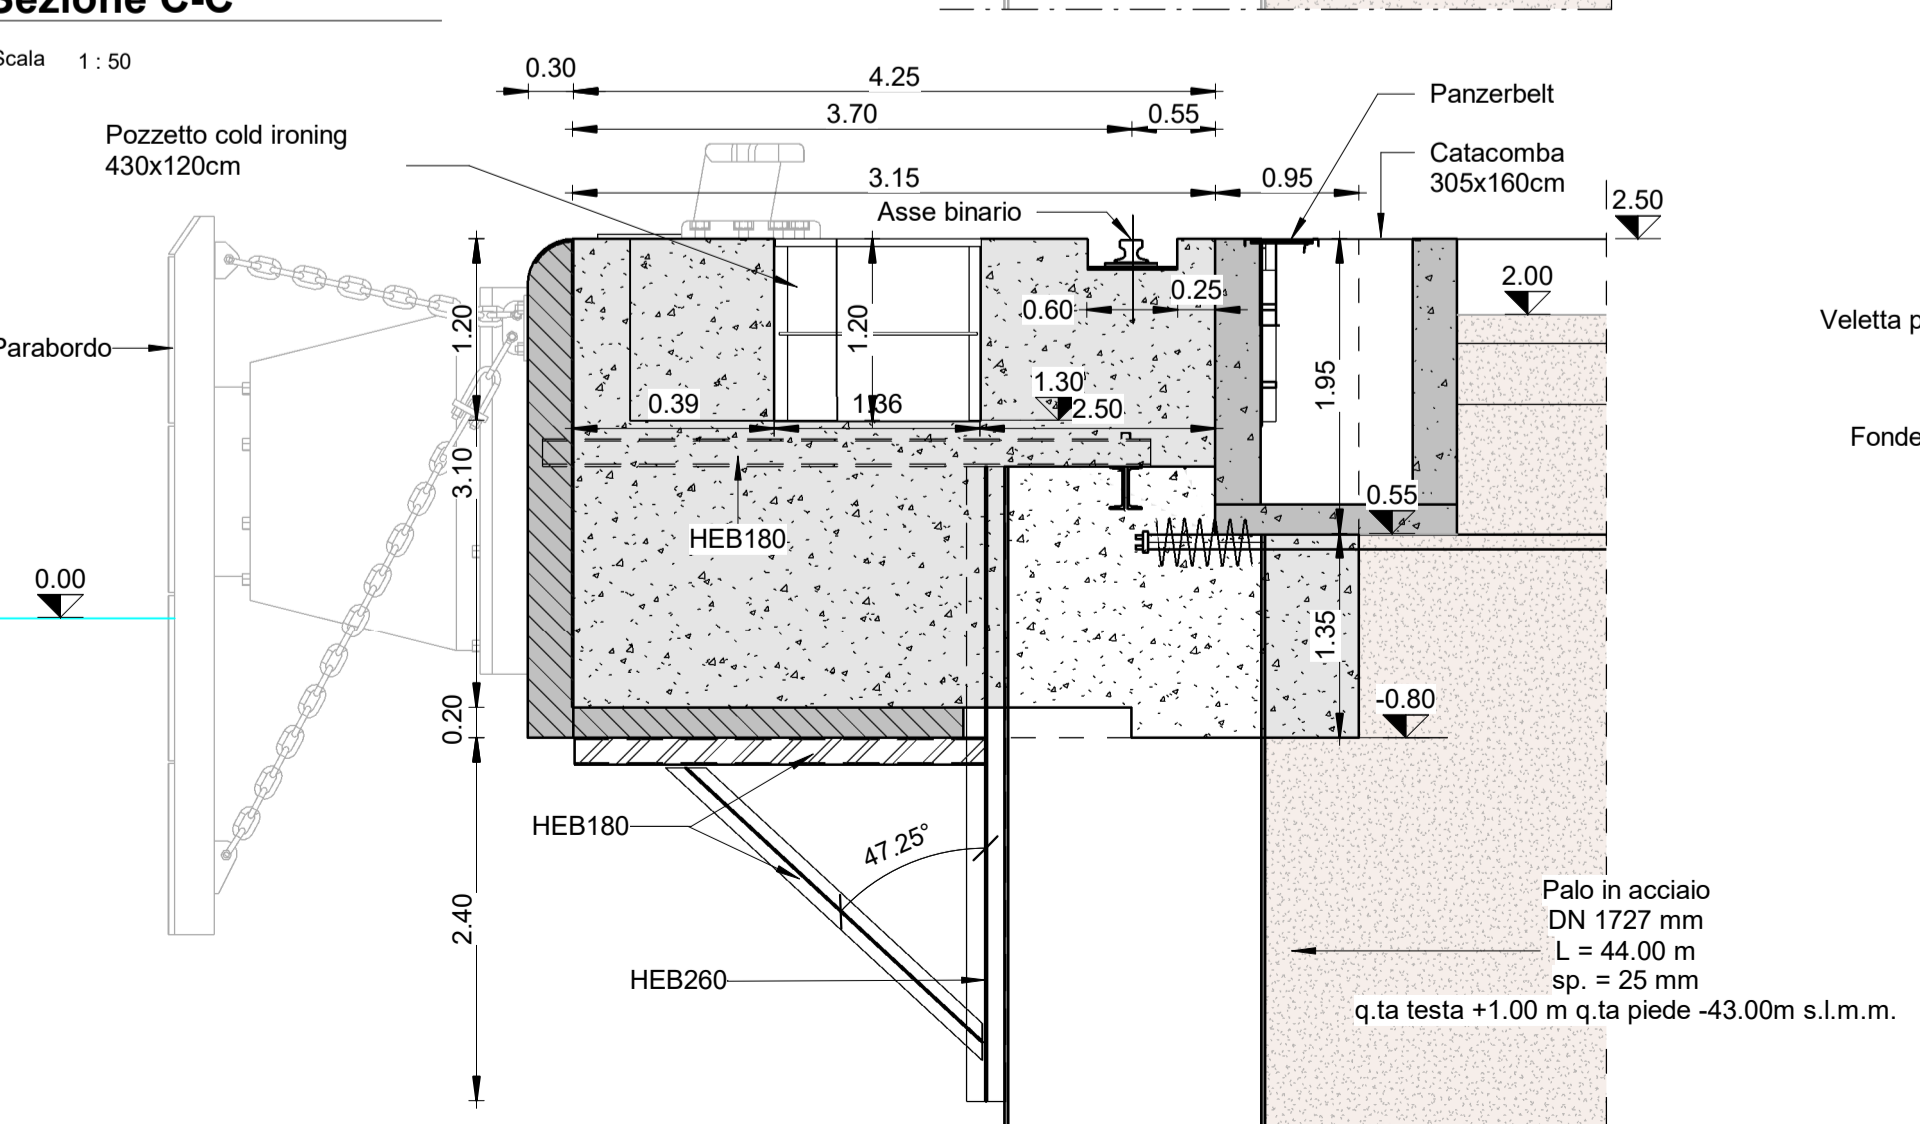 Sezione C-C
Scala 1 : 50
0.30
4.25
3.70
0.55
Pozzetto cold ironing
430x120cm
Panzerbelt
Catacomba
305x160cm
3.15
0.95
Asse binario
2.50
2.00
0.60
0.25
1.20
1.20
1.95
Veletta p
Parabordo
0.39
1.36
1.30
2.50
Fonde
3.10
0.55
HEB180
0.00
1.35
-0.80
0.20
HEB180
47.25°
2.40
HEB260
Palo in acciaio
DN 1727 mm
L = 44.00 m
sp. = 25 mm
q.ta testa +1.00 m q.ta piede -43.00m s.l.m.m.